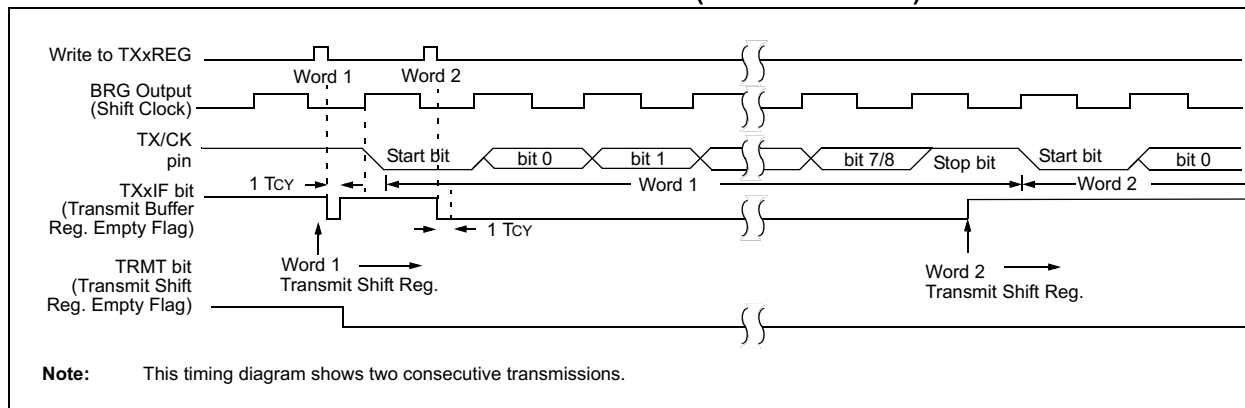 Write to TXxREG
Word 1
Word 2
BRG Output
(Shift Clock)
TX/CK
pin
Start bit
bit 0
bit 1
bit 7/8
Stop bit
Start bit
bit 0
1 TCY
Word 1
Word 2
TXxIF bit
(Transmit Buffer
Reg. Empty Flag)
1 TCY
Word 1
Transmit Shift Reg.
Word 2
Transmit Shift Reg.
TRMT bit
(Transmit Shift
Reg. Empty Flag)
Note: This timing diagram shows two consecutive transmissions.